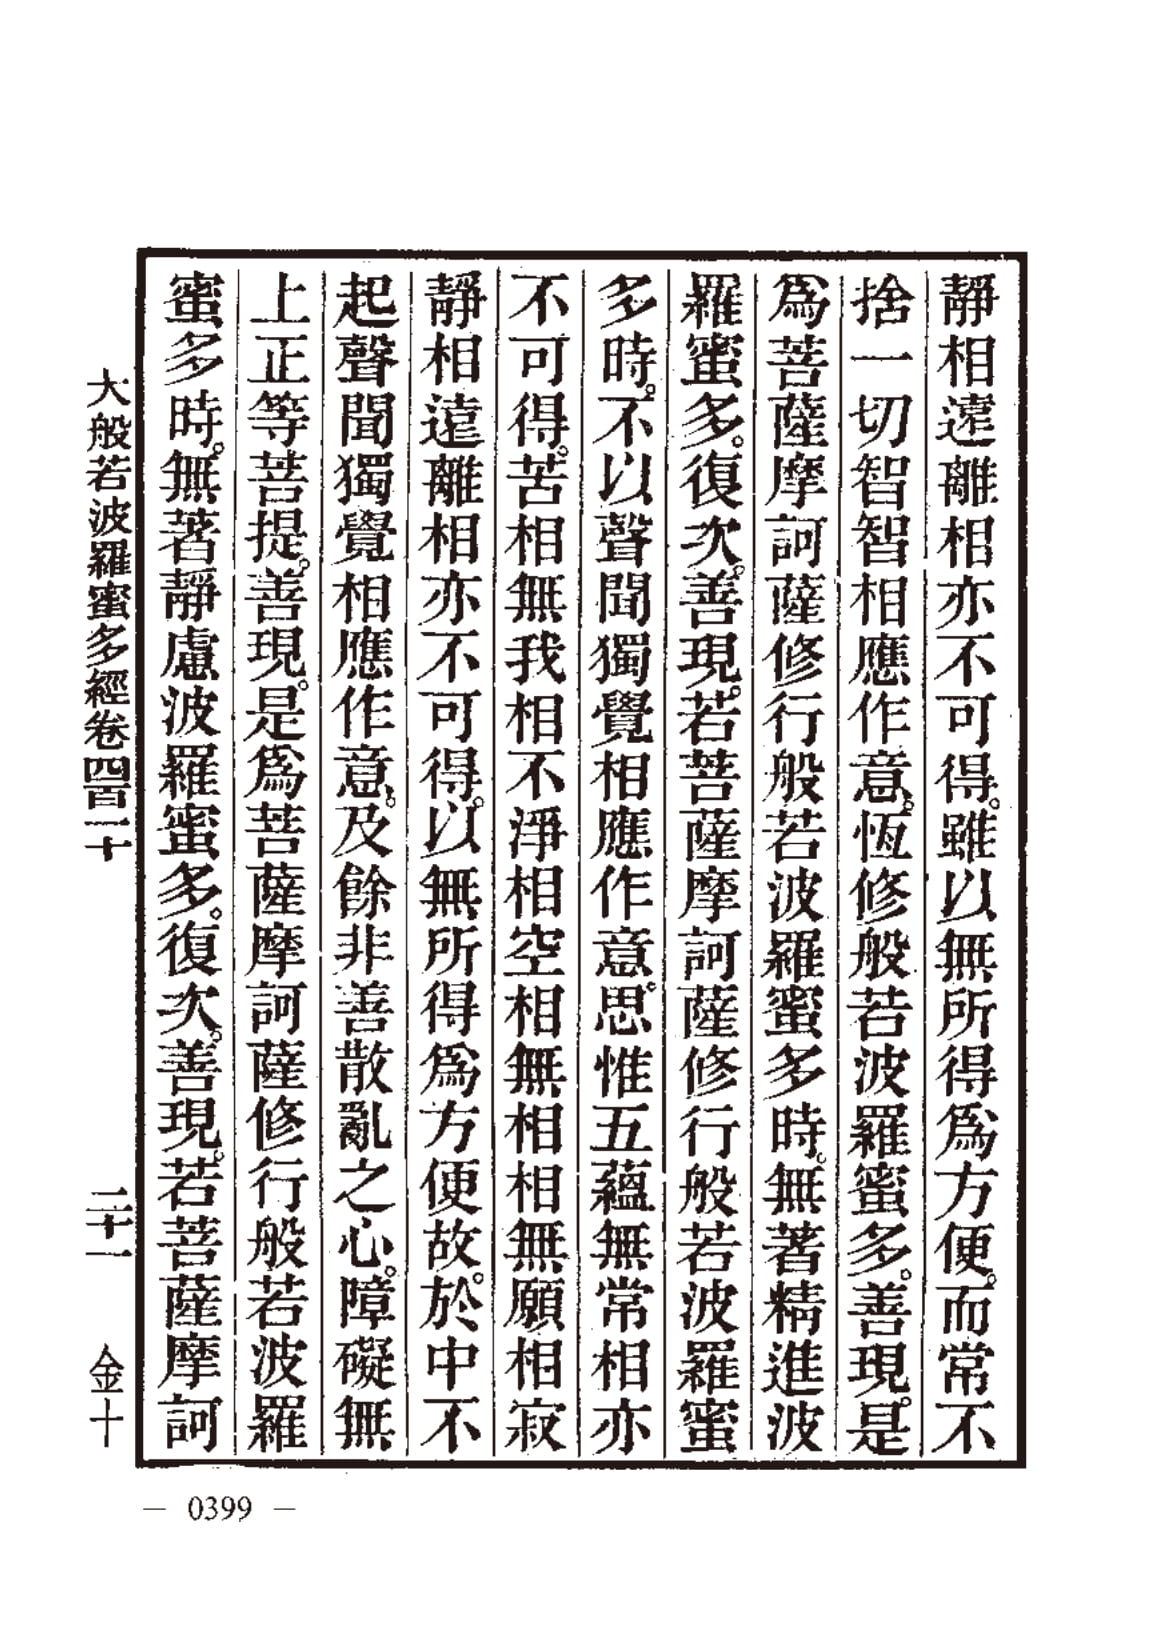 靜相遠離相亦不可得。雖以無所得爲方便。而常不
捨一切智智相應作意。恆修般若波羅蜜多。善現。是
爲菩薩摩訶薩修行般若波羅蜜多時。無著精進波
羅蜜多。復次。善現。若菩薩摩訶薩修行般若波羅蜜
多時。不以聲聞獨覺相應作意。思惟五蘊無常相亦
不可得。苦相無我相不淨相空相無相相無願相寂
靜相遠離相亦不可得。以無所得爲方便故。於中不
起聲聞獨覺相應作意。及餘非善散亂之心。障礙無
上正等菩提。善現。是爲菩薩摩訶薩修行般若波羅
蜜多時。無著靜慮波羅蜜多。復次。善現。若菩薩摩訶
大般若波羅蜜多經卷四百一十 二十一 金十
— 0399 —